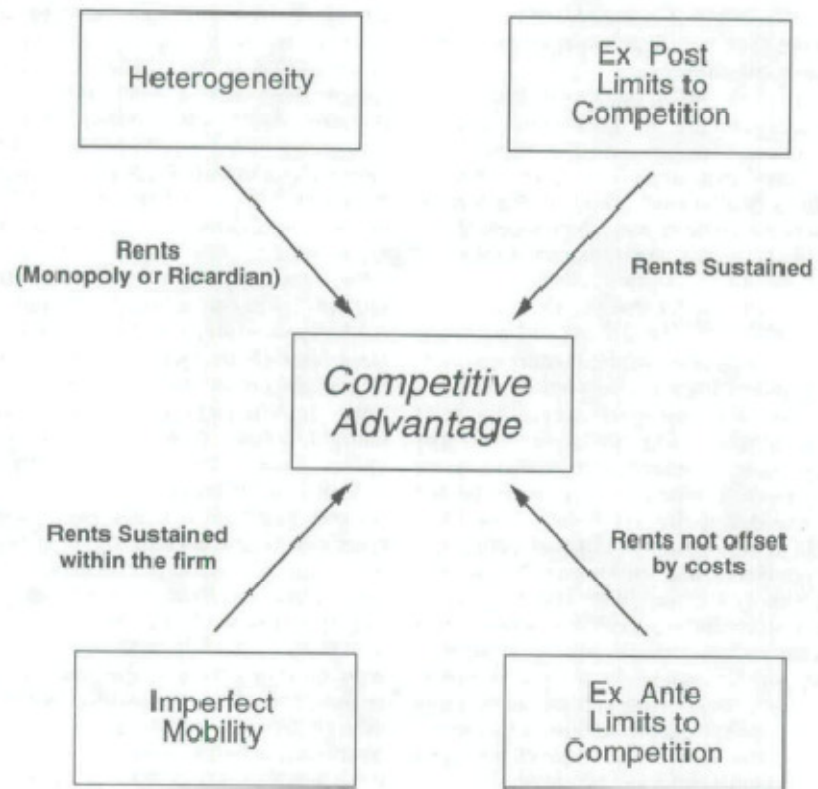 Heterogeneity
Ex Post
Limits to
Competition
Rents
(Monopoly or Ricardian)
Rents Sustained
Competitive
Advantage
Rents Sustained
within the firm
Rents not offset
by costs
Imperfect
Mobility
Ex Ante
Limits to
Competition